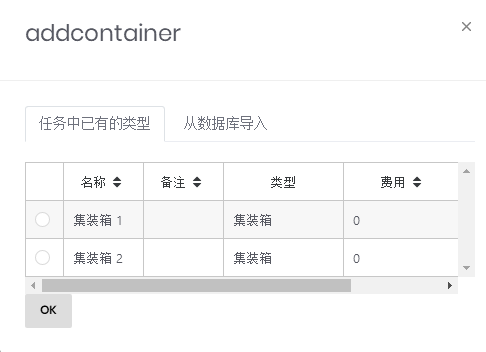 addcontainer
×
任务中已有的类型 从数据库导入
名称 备注 类型 费用
集装箱 1 集装箱 0
集装箱 2 集装箱 0
OK